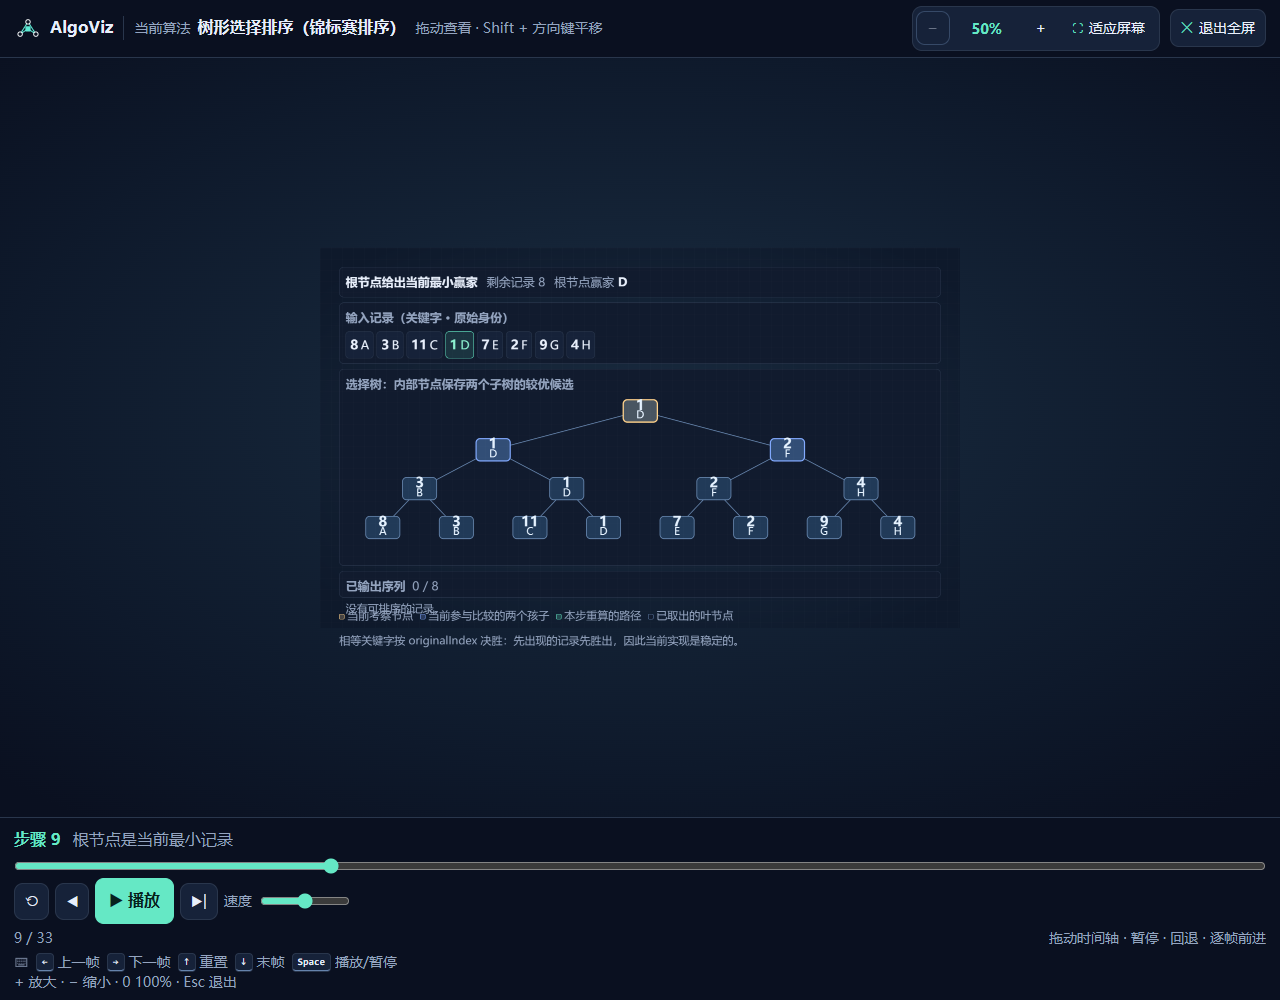 AlgoViz 当前算法 树形选择排序（锦标赛排序） 拖动查看 · Shift + 方向键平移 − 50% + 适应屏幕 退出全屏
根节点给出当前最小赢家 剩余记录 8 根节点赢家 D
输入记录（关键字 • 原始身份）
8 A 3 B 11 C 1 D 7 E 2 F 9 G 4 H
选择树：内部节点保存两个子树的较优候选
1
D
1
D
2
F
3
B
1
D
2
F
4
H
8
A
3
B
11
C
1
D
7
E
2
F
9
G
4
H
已输出序列 0 / 8
没有可排序的记录
当前考察节点 当前参与比较的两个孩子 本步重算的路径 已取出的叶节点
相等关键字按 originalIndex 决胜：先出现的记录先胜出，因此当前实现是稳定的。
步骤 9 根节点是当前最小记录
▶ 播放 速度
9 / 33 拖动时间轴 · 暂停 · 回退 · 逐帧前进
← 上一帧 → 下一帧 ↑ 重置 ↓ 末帧 Space 播放/暂停
+ 放大 · − 缩小 · 0 100% · Esc 退出